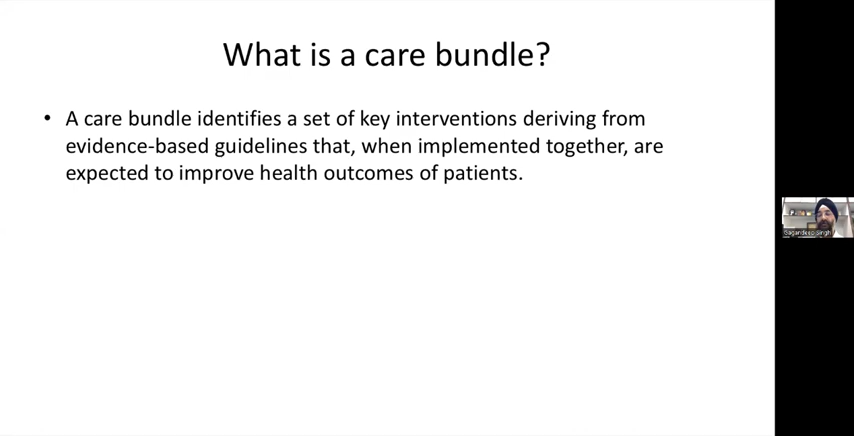 What is a care bundle?
• A care bundle identifies a set of key interventions deriving from
evidence-based guidelines that, when implemented together, are
expected to improve health outcomes of patients.
Gagandeep Singh